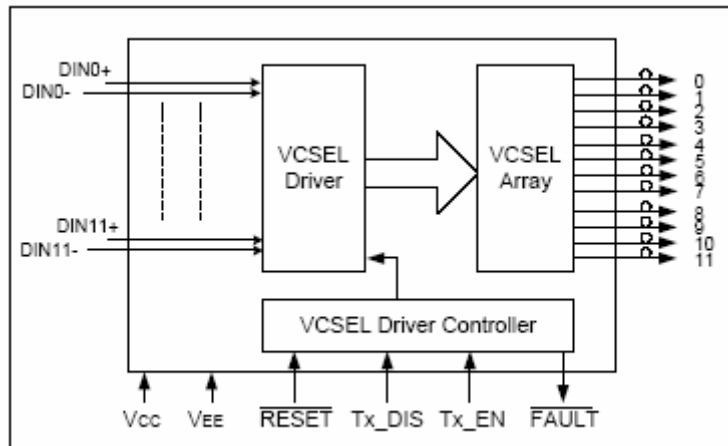 DIN0+
DIN0-
DIN11+
DIN11-
VCSEL
Driver
VCSEL
Array
0
1
2
3
4
5
6
7
8
9
10
11
VCSEL Driver Controller
VCC
VEE
RESET
Tx_DIS
Tx_EN
FAULT